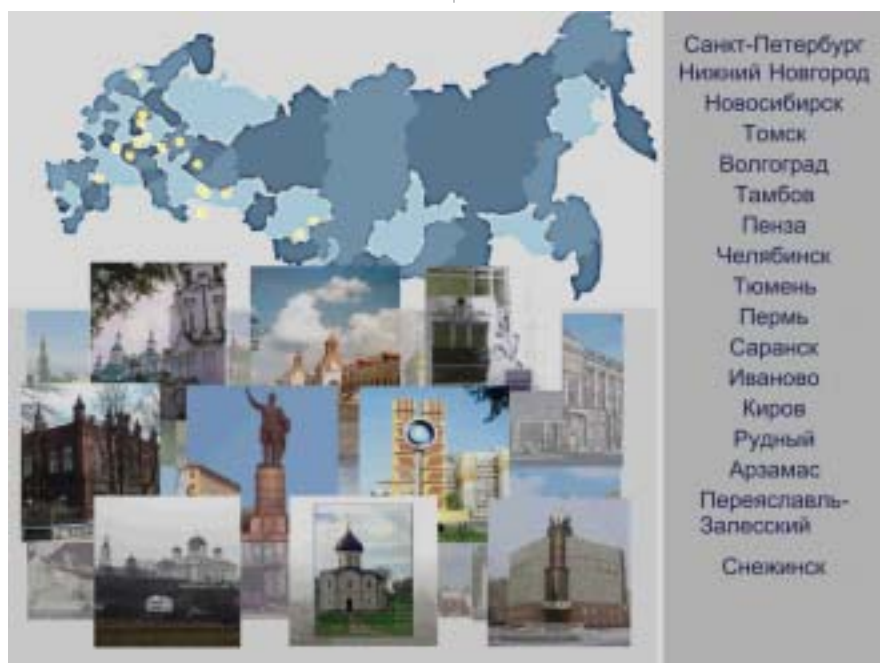 Санкт-Петербург
Нижний Новгород
Новосибирск
Томск
Волгоград
Тамбов
Пенза
Челябинск
Тюмень
Пермь
Саранск
Иваново
Киров
Рудный
Арзамас
Переяславль-
Залесский
Снежинск